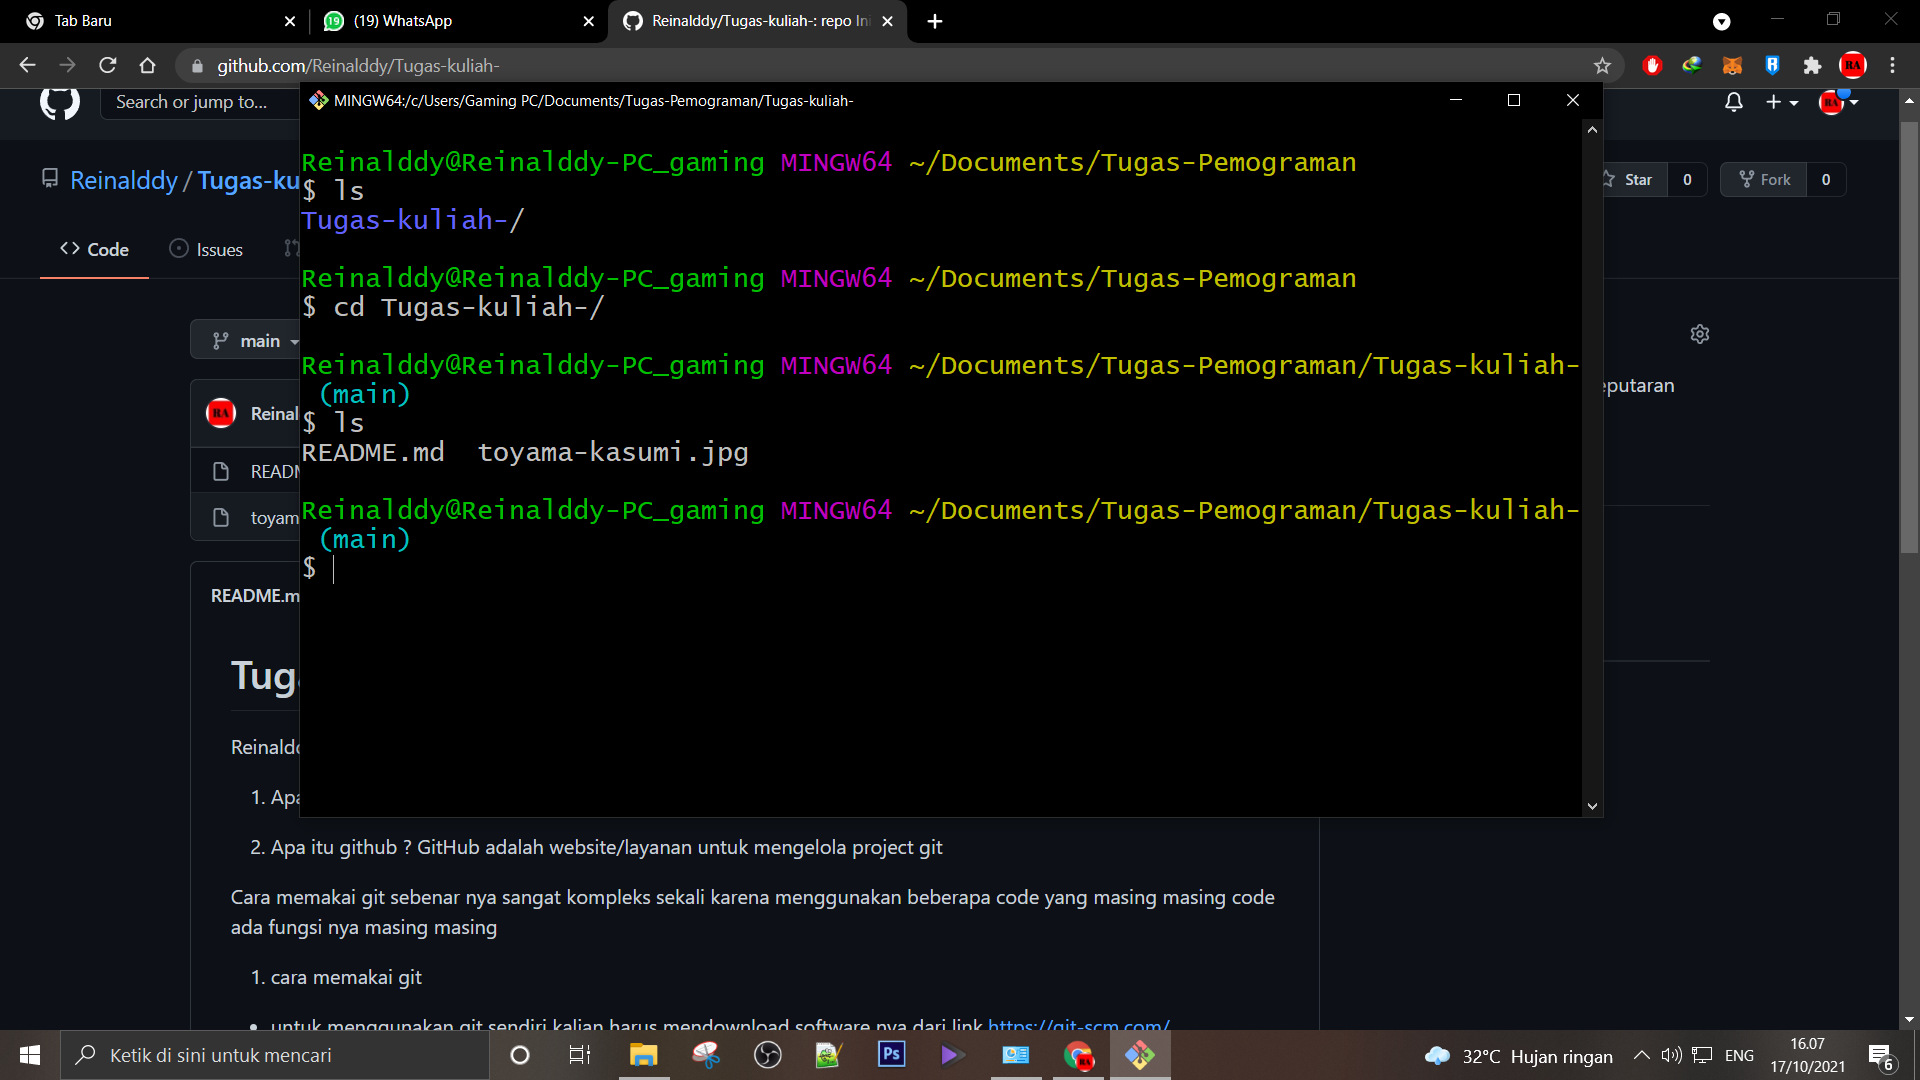 Tab Baru
(19) WhatsApp
Reinalddy/Tugas-kuliah-: repo Ini
github.com/Reinalddy/Tugas-kuliah-
Search or jump to...
MINGW64:/c/Users/Gaming PC/Documents/Tugas-Pemograman/Tugas-kuliah-
Reinalddy / Tugas-ku
Star 0
Fork 0
Code
Issues
main
Reinal
READM
toyam
eputaran
Reinalddy@Reinalddy-PC_gaming MINGW64 ~/Documents/Tugas-Pemograman
$ ls
Tugas-kuliah-/
Reinalddy@Reinalddy-PC_gaming MINGW64 ~/Documents/Tugas-Pemograman
$ cd Tugas-kuliah-/
Reinalddy@Reinalddy-PC_gaming MINGW64 ~/Documents/Tugas-Pemograman/Tugas-kuliah-
(main)
$ ls
README.md toyama-kasumi.jpg
Reinalddy@Reinalddy-PC_gaming MINGW64 ~/Documents/Tugas-Pemograman/Tugas-kuliah-
(main)
$
README.m
Tuga
Reinaldd
1. Apa
2. Apa itu github ? GitHub adalah website/layanan untuk mengelola project git
Cara memakai git sebenar nya sangat kompleks sekali karena menggunakan beberapa code yang masing masing code
ada fungsi nya masing masing
1. cara memakai git
• untuk menggunakan git sendiri kalian harus mendownload software nya dari link https://git-scm.com/
Ketik di sini untuk mencari
Ps
32°C Hujan ringan
ENG
16.07
17/10/2021
6